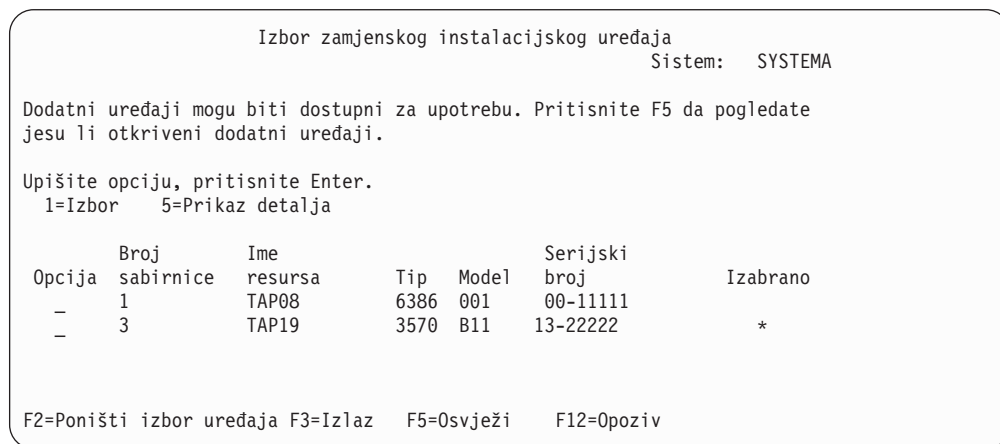 Izbor zamjenskog instalacijskog uređaja
Sistem: SYSTEMA
Dodatni uređaji mogu biti dostupni za upotrebu. Pritisnite F5 da pogledate
jesu li otkriveni dodatni uređaji.
Upišite opciju, pritisnite Enter.
1=Izbor 5=Prikaz detalja
Broj Ime Serijski
Opcija sabirnice resursa Tip Model broj Izabrano
_ 1 TAP08 6386 001 00-11111
_ 3 TAP19 3570 B11 13-22222 *
F2=Poništi izbor uređaja F3=Izlaz F5=Osvježi F12=Opoziv